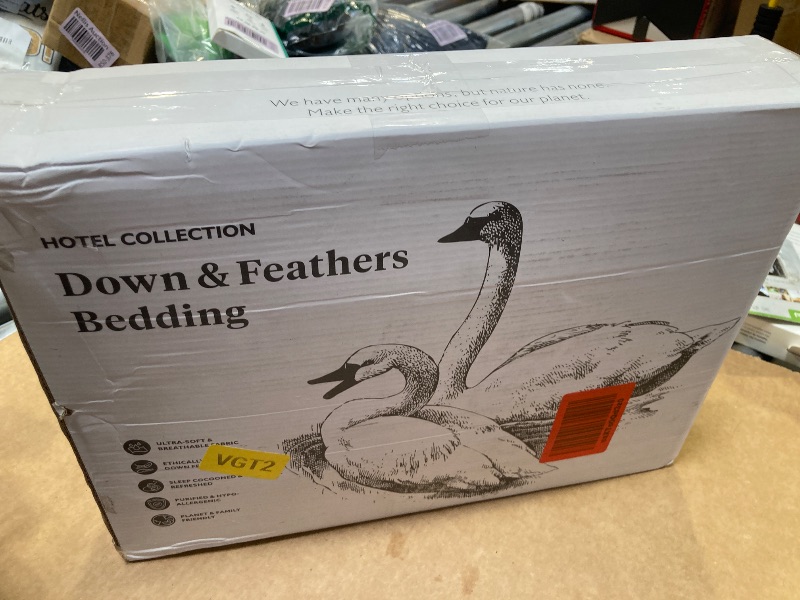 We have many , but nature has none
Make the right choice for our planet.
HOTEL COLLECTION
Down & Feathers
Bedding
ULTRA-SOFT &
BREATHABLE FABRIC
ETHICALLY
DOWN
VGT2
SLEEP COCOONED &
REFRESHED
PURIFIED & HYPO-
ALLERGENIC
PLANET & FAMILY
FRIENDLY